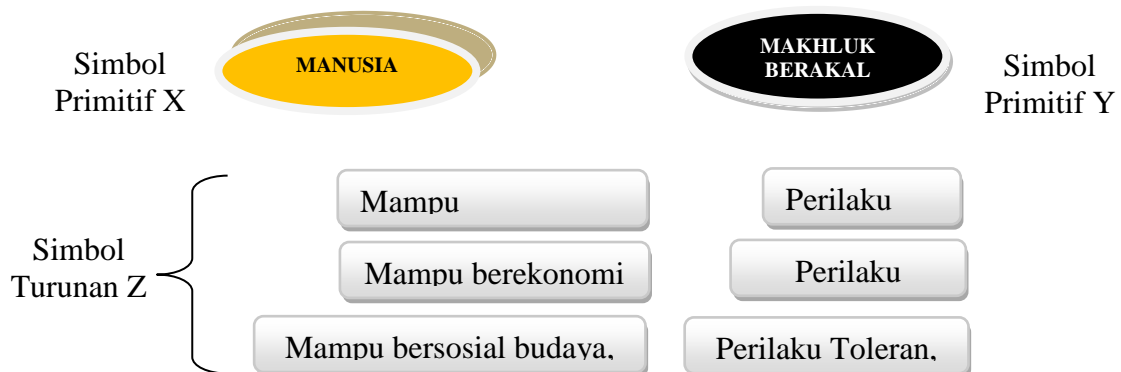 Simbol
Primitif X
MANUSIA
MAKHLUK
BERAKAL
Simbol
Primitif Y
Simbol
Turunan Z
Mampu
Perilaku
Mampu berekonomi
Perilaku
Mampu bersosial budaya,
Perilaku Toleran,